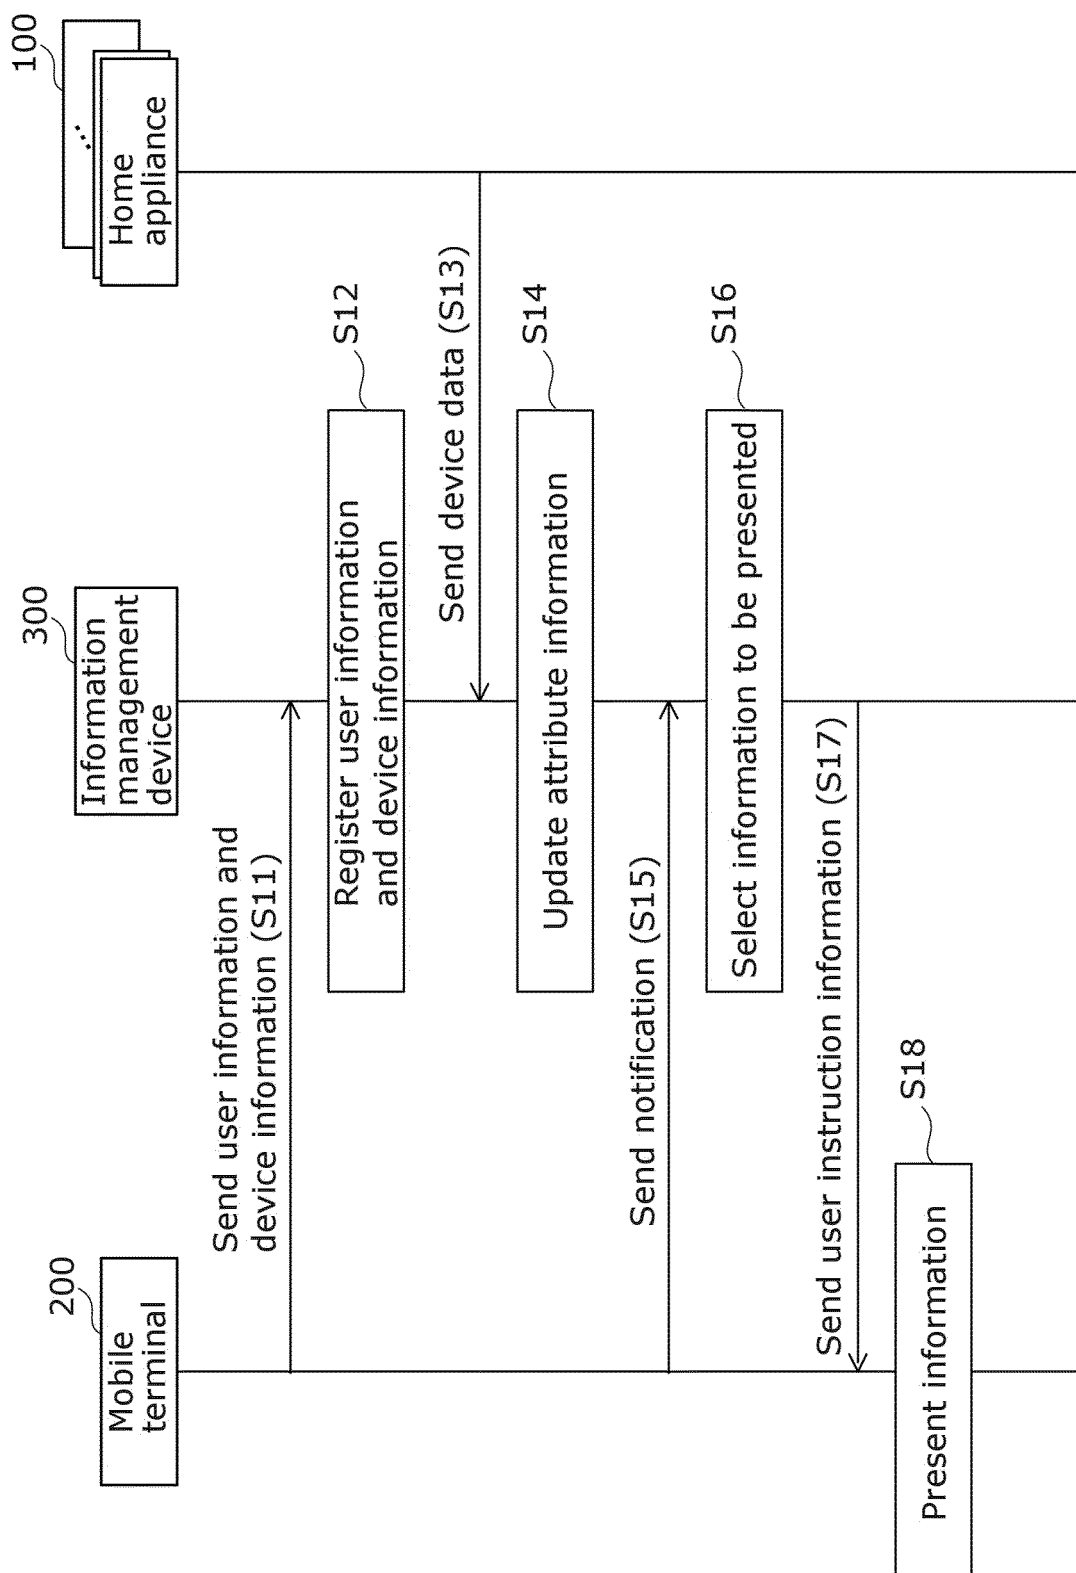 200
Mobile
terminal
300
Information
management
device
100
...
Home
appliance
Send user information and
device information (S11)
S12
Register user information
and device information
Send device data (S13)
S14
Update attribute information
Send notification (S15)
S16
Select information to be presented
Send user instruction information (S17)
S18
Present information